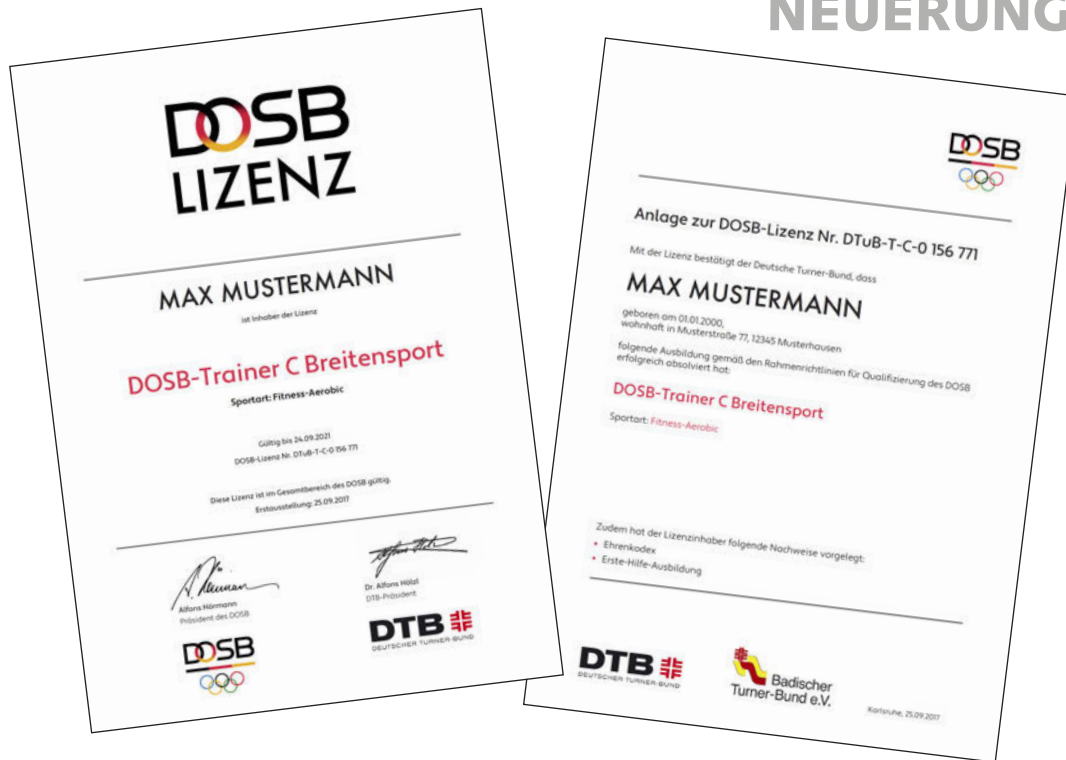 NEUERUNG
DOSB
LIZENZ
MAX MUSTERMANN
ist Inhaber der Lizenz
DOSB-Trainer C Breitensport
Sportart: Fitness-Aerobic
Gültig bis 24.09.2021
DOSB-Lizenz Nr. DTuB-T-C-0 156 771
Diese Lizenz ist im Gesamtbereich des DOSB gültig.
Erstausstellung: 25.09.2017
Alfons Hörmann
Präsident des DOSB
DOSB
Dr. Alfons Hölzl
DTB-Präsident
DTB
DEUTSCHER TURNER-BUND
DOSB
Anlage zur DOSB-Lizenz Nr. DTuB-T-C-0 156 771
Mit der Lizenz bestätigt der Deutsche Turner-Bund, dass
MAX MUSTERMANN
geboren am 01.01.2000,
wohnhaft in Musterstraße 77, 12345 Musterhausen
folgende Ausbildung gemäß den Rahmenrichtlinien für Qualifizierung des DOSB
erfolgreich absolviert hat:
DOSB-Trainer C Breitensport
Sportart: Fitness-Aerobic
Zudem hat der Lizenzinhaber folgende Nachweise vorgelegt:
• Ehrenkodex
• Erste-Hilfe-Ausbildung
DTB
DEUTSCHER TURNER-BUND
Badischer
Turner-Bund e.V.
Karlsruhe, 25.09.2017